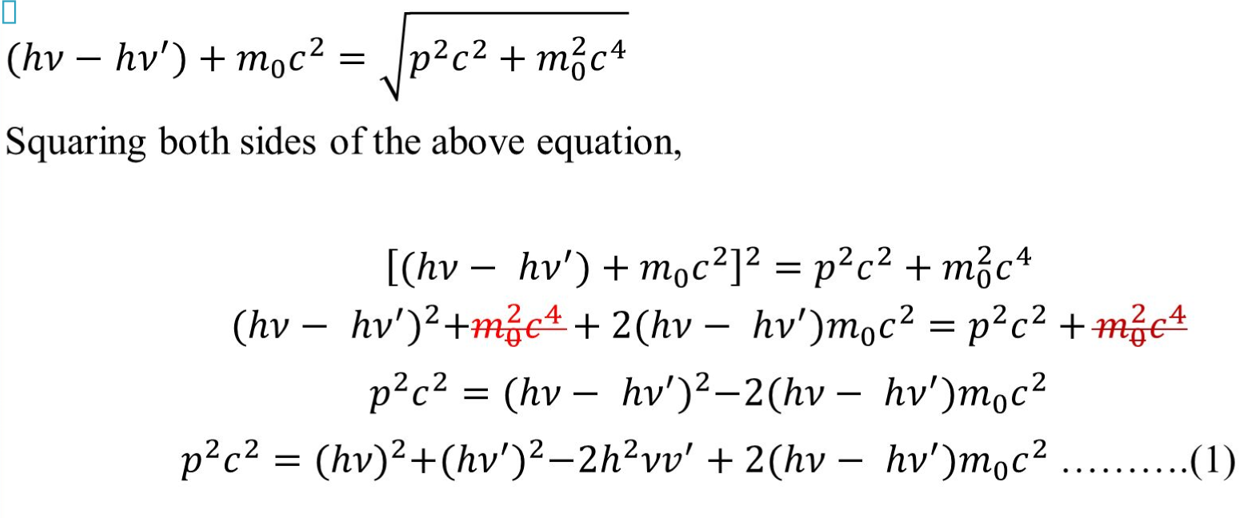 (hν − hν′) + m₀c² = √(p²c² + m₀²c⁴)
Squaring both sides of the above equation,
[(hν − hν′) + m₀c²]² = p²c² + m₀²c⁴
(hν − hν′)²+m₀²c⁴ + 2(hν − hν′)m₀c² = p²c² + m₀²c⁴
p²c² = (hν − hν′)²−2(hν − hν′)m₀c²
p²c² = (hν)²+(hν′)²−2h²νυ′ + 2(hν − hν′)m₀c² ..........(1)